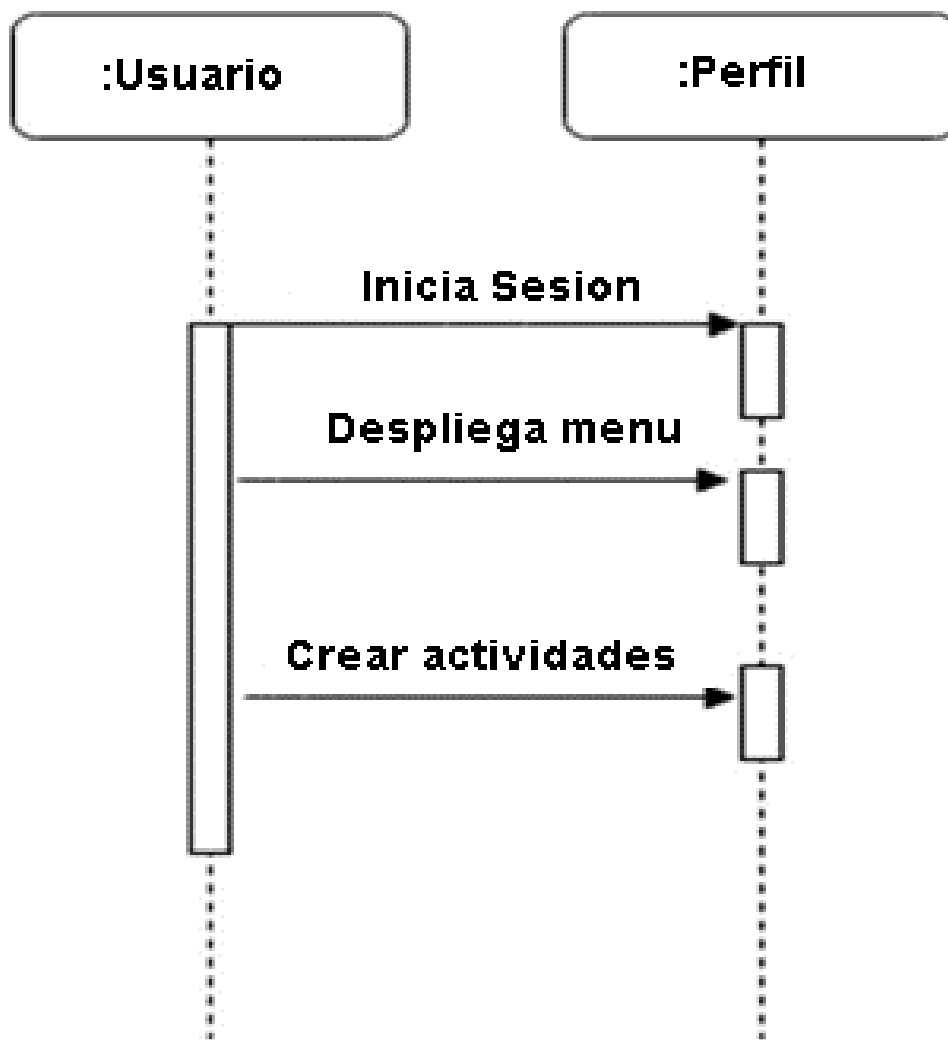 :Usuario
:Perfil
Inicia Sesion
Despliega menu
Crear actividades